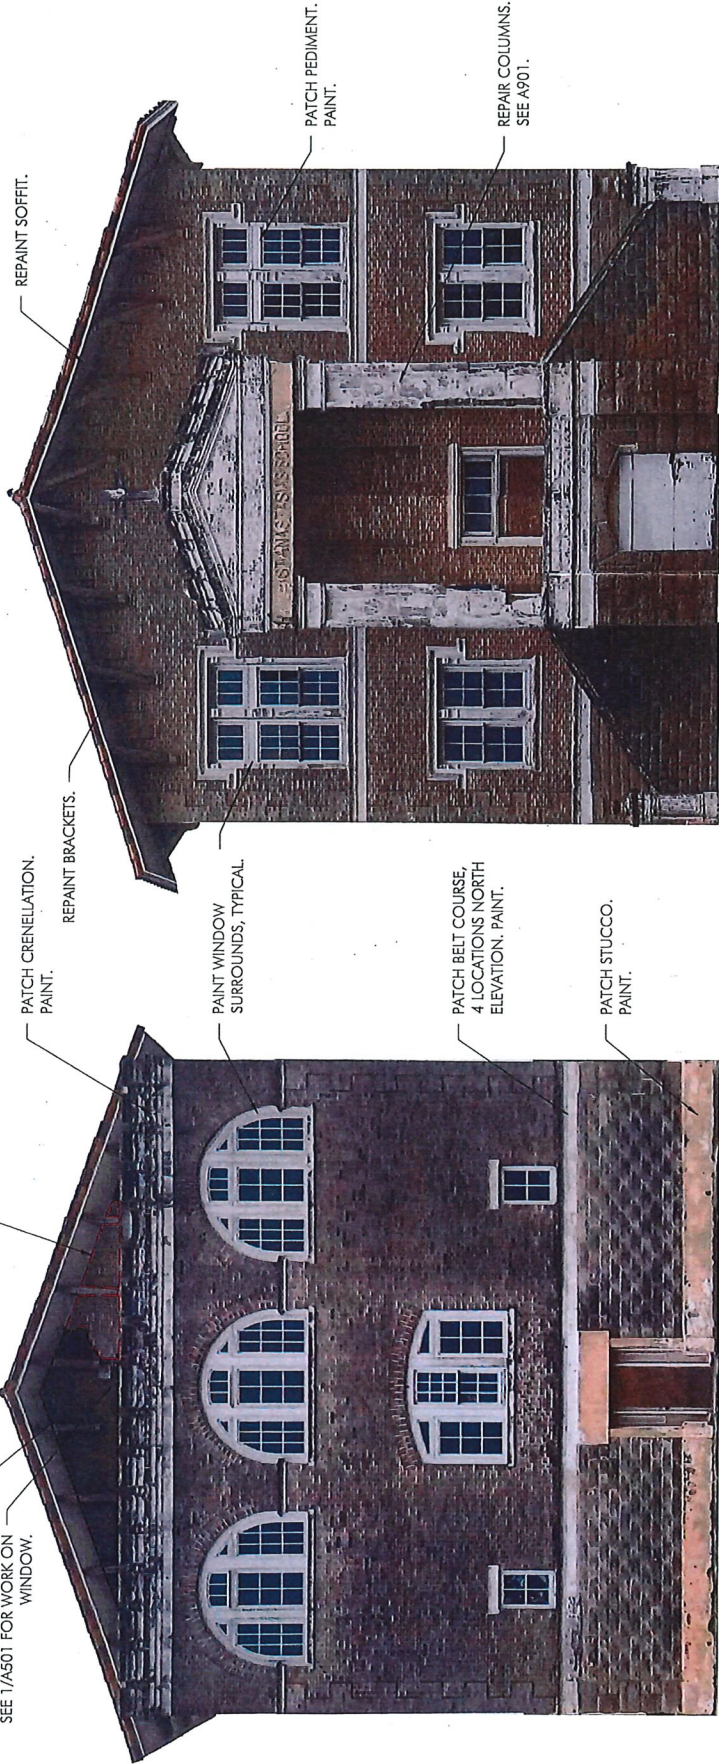 SEE 1/A501 FOR WORK ON
WINDOW.
PATCH CRENELLATION.
PAINT.
REPAINT BRACKETS.
PAINT WINDOW
SURROUNDS, TYPICAL.
PATCH BELT COURSE,
4 LOCATIONS NORTH
ELEVATION. PAINT.
PATCH STUCCO.
PAINT.
REPAINT SOFFIT.
PATCH PEDIMENT.
PAINT.
REPAIR COLUMNS.
SEE A901.
SCHOOL